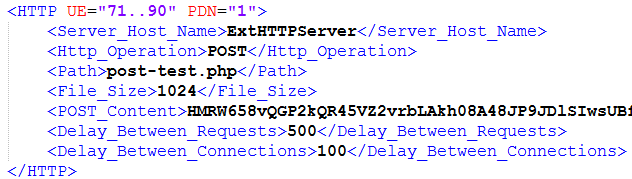 <HTTP UE="71..90" PDN="1">
<Server_Host_Name>ExtHTTPServer</Server_Host_Name>
<Http_Operation>POST</Http_Operation>
<Path>post-test.php</Path>
<File_Size>1024</File_Size>
<POST_Content>HMRW658vQGP2kQR45VZ2vrbLAkh08A48JP9JDlSIwsUBf
<Delay_Between_Requests>500</Delay_Between_Requests>
<Delay_Between_Connections>100</Delay_Between_Connections>
</HTTP>